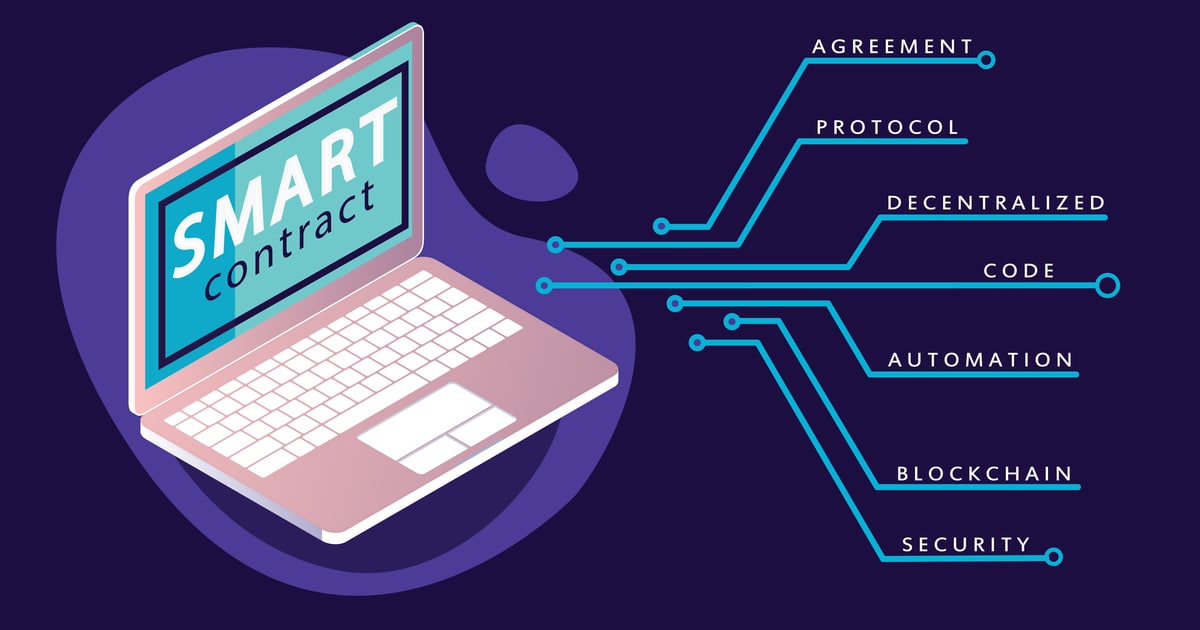 SMART
contract
AGREEMENT
PROTOCOL
DECENTRALIZED
CODE
AUTOMATION
BLOCKCHAIN
SECURITY